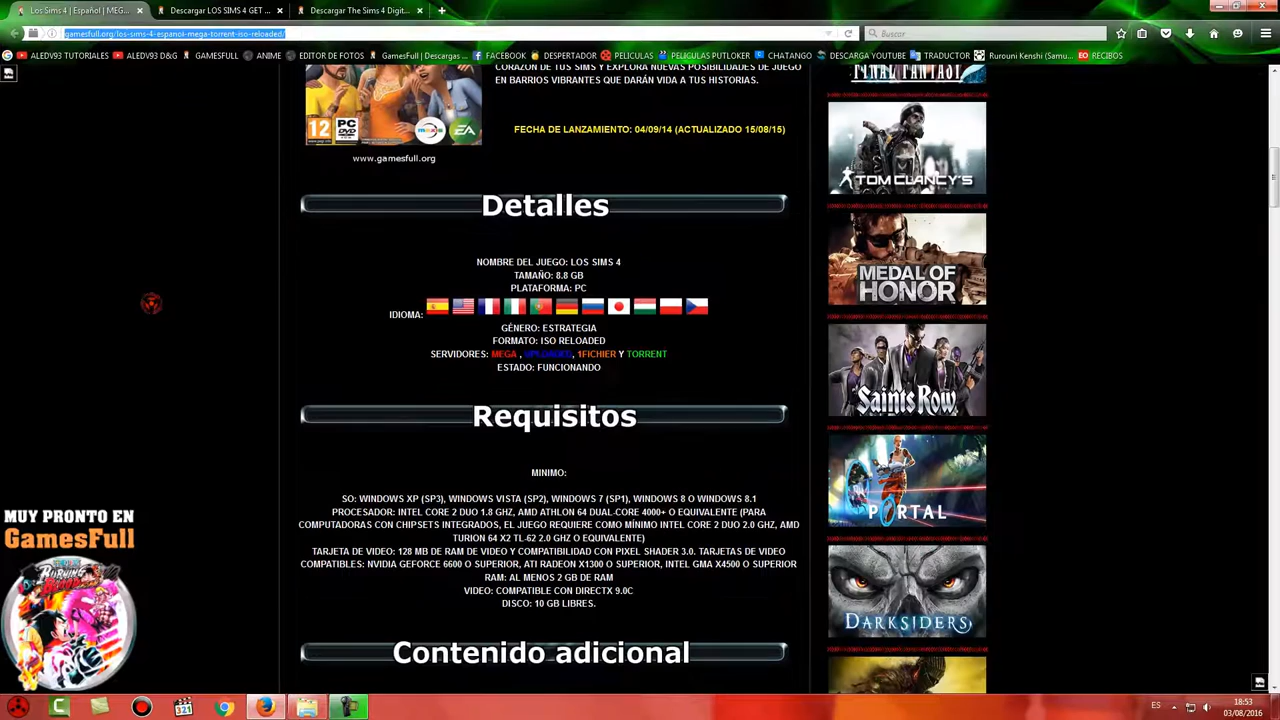 Los Sims 4 | Español | MEG...
Descargar LOS SIMS 4 GET ...
Descargar The Sims 4 Digit...
gamesfull.org/los-sims-4-espanol-mega-torrent-iso-reloaded/
Buscar
ALEDV93 TUTORIALES
ALEDV93 D&G
GAMESFULL
ANIME
EDITOR DE FOTOS
GamesFull | Descargas ...
FACEBOOK
DESPERTADOR
PELICULAS
PELICULAS PUTLOKER
CHATANGO
DESCARGA YOUTUBE
TRADUCTOR
Rurouni Kenshi (Samu...
RECIBOS
CORAZÓN DE LOS SIMS Y EXPLORA NUEVAS POSIBILIDADES DE JUEGO
EN BARRIOS VIBRANTES QUE DARÁN VIDA A TUS HISTORIAS.
FINAL FANTASY
12
PC
DVD
maxis
EA
FECHA DE LANZAMIENTO: 04/09/14 (ACTUALIZADO 15/08/15)
www.gamesfull.org
TOM CLANCY'S
Detalles
MEDAL OF
HONOR
NOMBRE DEL JUEGO: LOS SIMS 4
TAMAÑO: 8.8 GB
PLATAFORMA: PC
IDIOMA:
GÉNERO: ESTRATEGIA
FORMATO: ISO RELOADED
SERVIDORES: MEGA , UPLOADED, 1FICHIER Y TORRENT
ESTADO: FUNCIONANDO
Saints Row
Requisitos
MINIMO:
SO: WINDOWS XP (SP3), WINDOWS VISTA (SP2), WINDOWS 7 (SP1), WINDOWS 8 O WINDOWS 8.1
PROCESADOR: INTEL CORE 2 DUO 1.8 GHZ, AMD ATHLON 64 DUAL-CORE 4000+ O EQUIVALENTE (PARA
COMPUTADORAS CON CHIPSETS INTEGRADOS, EL JUEGO REQUIERE COMO MÍNIMO INTEL CORE 2 DUO 2.0 GHZ, AMD
TURION 64 X2 TL-62 2.0 GHZ O EQUIVALENTE)
TARJETA DE VIDEO: 128 MB DE RAM DE VIDEO Y COMPATIBILIDAD CON PIXEL SHADER 3.0. TARJETAS DE VIDEO
COMPATIBLES: NVIDIA GEFORCE 6600 O SUPERIOR, ATI RADEON X1300 O SUPERIOR, INTEL GMA X4500 O SUPERIOR
RAM: AL MENOS 2 GB DE RAM
VIDEO: COMPATIBLE CON DIRECTX 9.0C
DISCO: 10 GB LIBRES.
PORTAL
MUY PRONTO EN
GamesFull
BURNING
BLOOD
DARKSIDERS
Contenido adicional
321
ES
18:53
03/08/2016